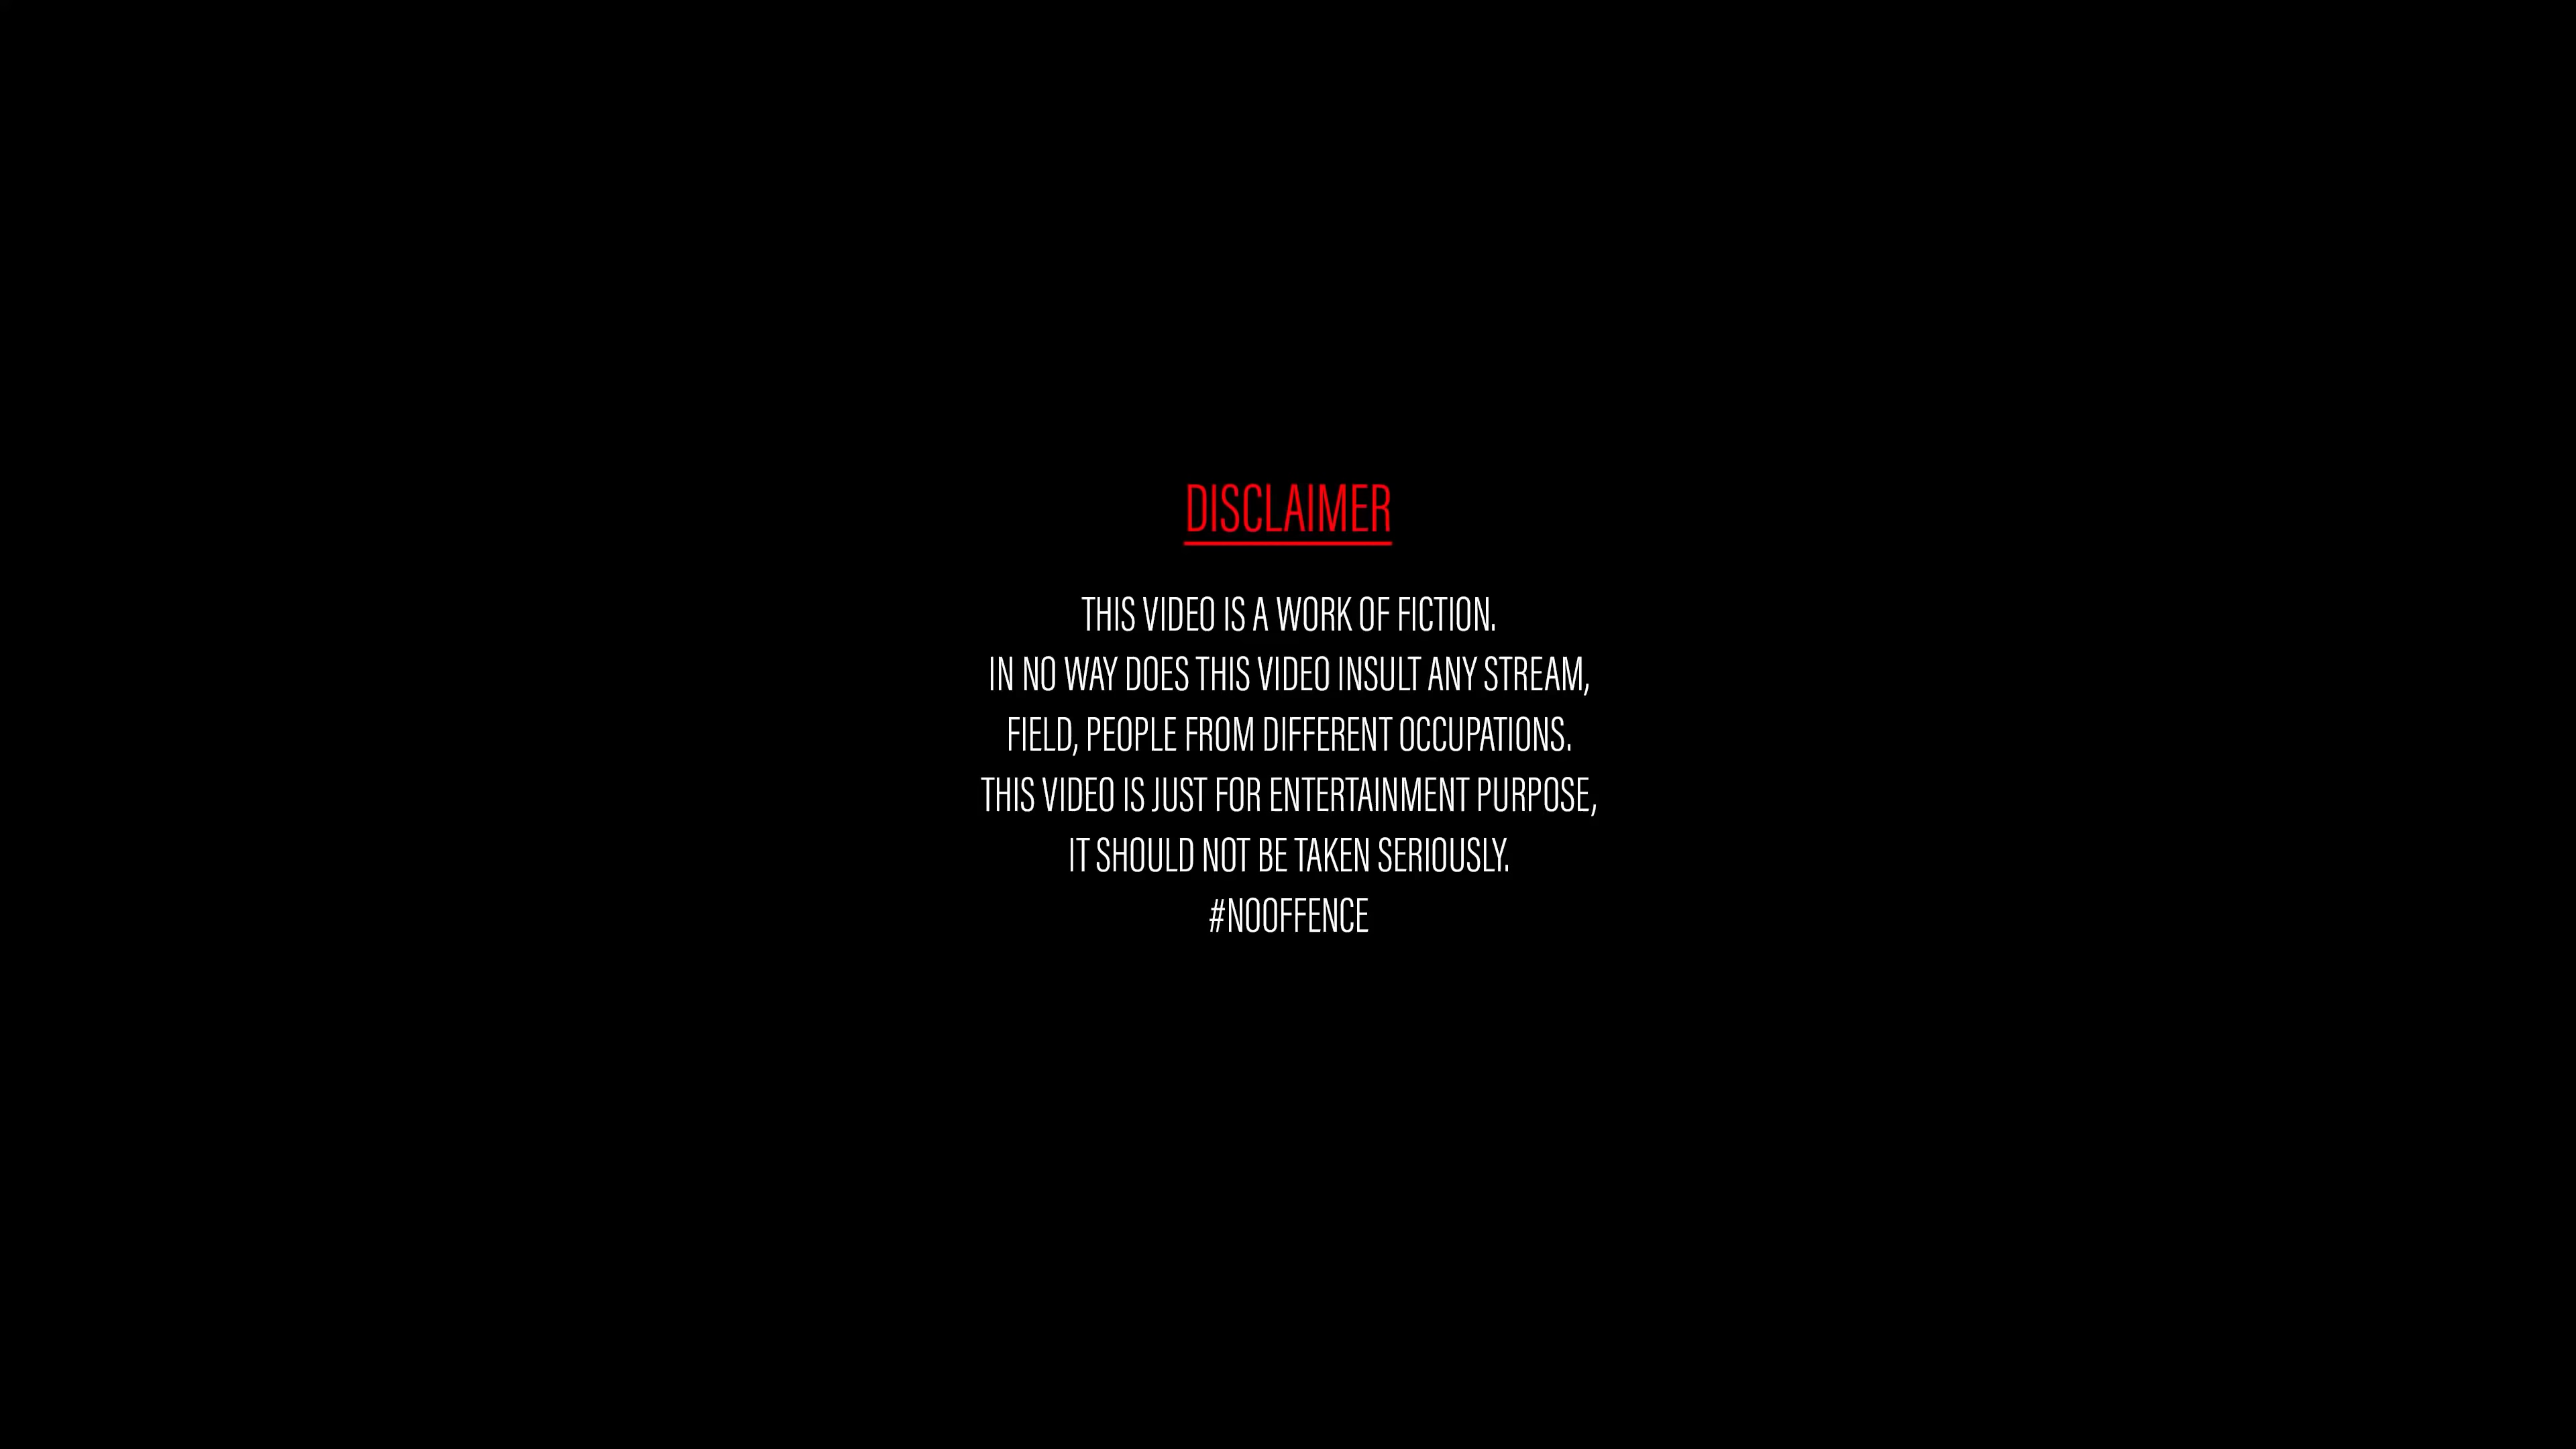 DISCLAIMER
THIS VIDEO IS A WORK OF FICTION.
IN NO WAY DOES THIS VIDEO INSULT ANY STREAM,
FIELD, PEOPLE FROM DIFFERENT OCCUPATIONS.
THIS VIDEO IS JUST FOR ENTERTAINMENT PURPOSE,
IT SHOULD NOT BE TAKEN SERIOUSLY.
#NOOFFENCE